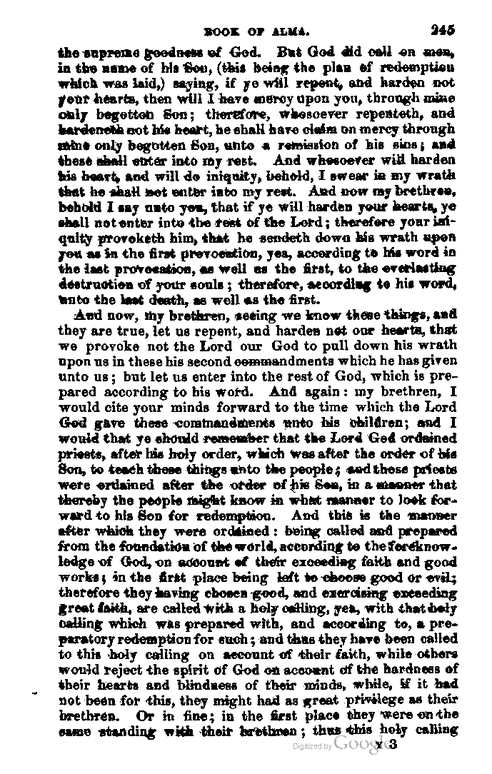 BOOK OF ALMA. 245
the supreme goodness of God. But God did call on men,
in the name of his Son, (this being the plan of redemption
which was laid,) saying, if ye will repent, and harden not
your hearts, then will I have mercy upon you, through mine
only begotton Son; therefore, whosoever repenteth, and
hardeneth not his heart, he shall have claim on mercy through
mine only begotten Son, unto a remission of his sins; and
these shall enter into my rest. And whosoever will harden
his heart, and will do iniquity, behold, I swear in my wrath
that he shall not enter into my rest. And now my brethren,
behold I say unto you, that if ye will harden your hearts, ye
shall not enter into the rest of the Lord; therefore your ini-
quity provoketh him, that he sendeth down his wrath upon
you as in the first provocation, yea, according to his word in
the last provocation, as well as the first, to the everlasting
destruction of your souls; therefore, according to his word,
unto the last death, as well as the first.
And now, my brethren, seeing we know these things, and
they are true, let us repent, and harden not our hearts, that
we provoke not the Lord our God to pull down his wrath
upon us in these his second commandments which he has given
unto us; but let us enter into the rest of God, which is pre-
pared according to his word. And again: my brethren, I
would cite your minds forward to the time which the Lord
God gave these commandments unto his children; and I
would that ye should remember that the Lord God ordained
priests, after his holy order, which was after the order of his
Son, to teach these things unto the people; and these priests
were ordained after the order of his Son, in a manner that
thereby the people might know in what manner to look for-
ward to his Son for redemption. And this is the manner
after which they were ordained: being called and prepared
from the foundation of the world, according to the foreknow-
ledge of God, on account of their exceeding faith and good
works; in the first place being left to choose good or evil;
therefore they having chosen good, and exercising exceeding
great faith, are called with a holy calling, yea, with that holy
calling which was prepared with, and according to, a pre-
paratory redemption for such; and thus they have been called
to this holy calling on account of their faith, while others
would reject the spirit of God on account of the hardness of
their hearts and blindness of their minds, while, if it had
not been for this, they might had as great privilege as their
brethren. Or in fine; in the first place they were on the
same standing with their brethren; thus this holy calling
Digitized by Google
Y 3